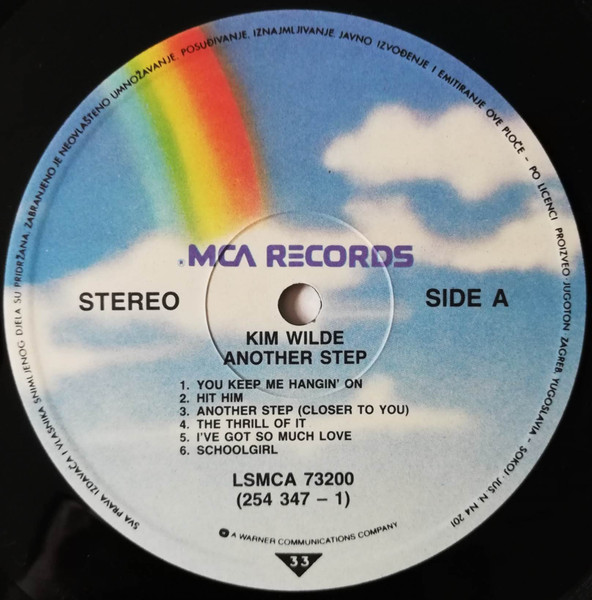 SVA PRAVA IZDAVAČA I VLASNIKA SNIMLJENOG DJELA SU PRIDRŽANA. ZABRANJENO JE NEOVLAŠTENO UMNOŽAVANJE, POSUĐIVANJE, IZNAJMLJIVANJE, JAVNO IZVOĐENJE I EMITIRANJE OVE PLOČE - PO LICENCI PROIZVEO JUGOTON ZAGREB, YUGOSLAVIA - SOKOJ JUS N. NA. 201
MCA RECORDS
STEREO
SIDE A
KIM WILDE
ANOTHER STEP
1. YOU KEEP ME HANGIN' ON
2. HIT HIM
3. ANOTHER STEP (CLOSER TO YOU)
4. THE THRILL OF IT
5. I'VE GOT SO MUCH LOVE
6. SCHOOLGIRL
LSMCA 73200
(254 347 – 1)
A WARNER COMMUNICATIONS COMPANY
33